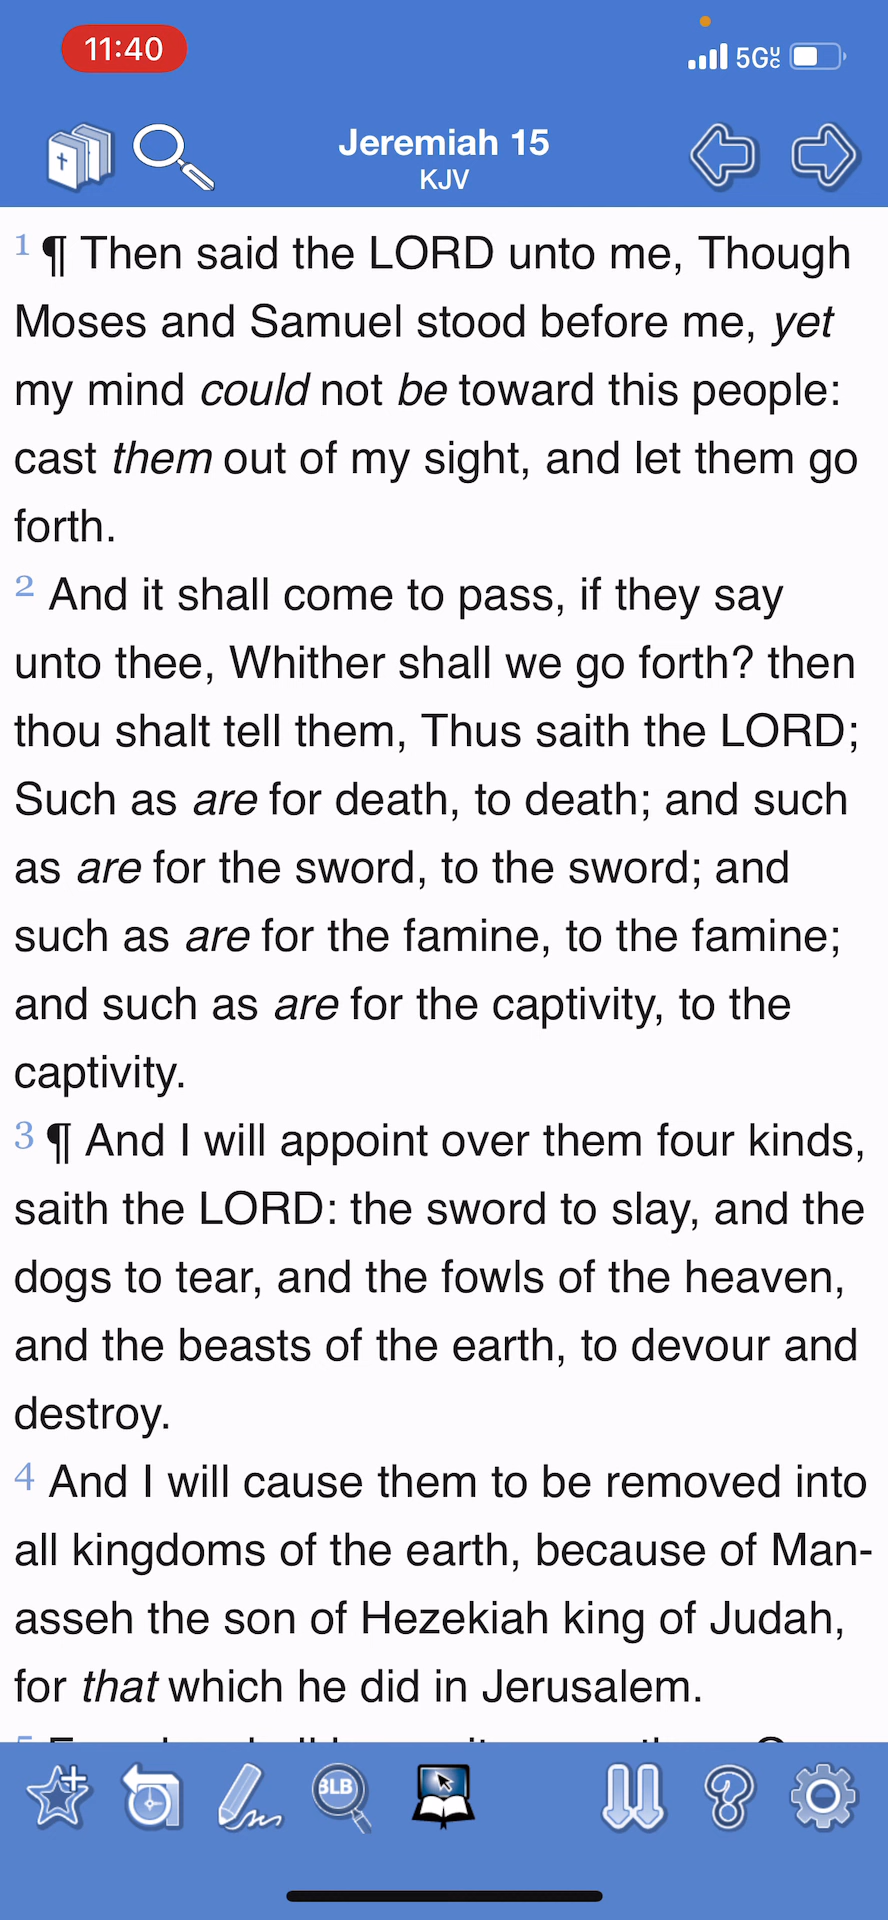 11:40
5G
Jeremiah 15
KJV
1 ¶ Then said the LORD unto me, Though
Moses and Samuel stood before me, yet
my mind could not be toward this people:
cast them out of my sight, and let them go
forth.
2 And it shall come to pass, if they say
unto thee, Whither shall we go forth? then
thou shalt tell them, Thus saith the LORD;
Such as are for death, to death; and such
as are for the sword, to the sword; and
such as are for the famine, to the famine;
and such as are for the captivity, to the
captivity.
3 ¶ And I will appoint over them four kinds,
saith the LORD: the sword to slay, and the
dogs to tear, and the fowls of the heaven,
and the beasts of the earth, to devour and
destroy.
4 And I will cause them to be removed into
all kingdoms of the earth, because of Man-
asseh the son of Hezekiah king of Judah,
for that which he did in Jerusalem.
BLB